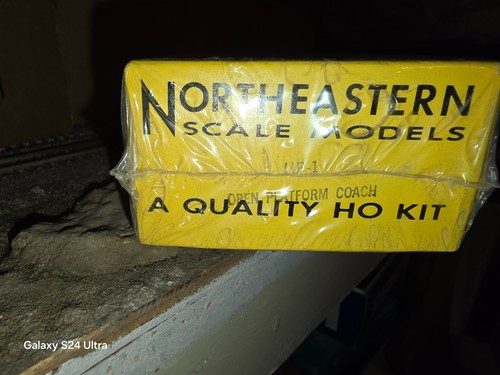 NORTHEASTERN
SCALE MODELS
OPEN PLATFORM COACH
A QUALITY HO KIT
Galaxy S24 Ultra